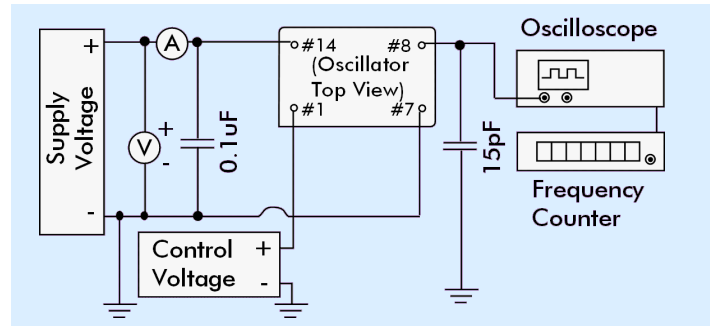 Oscilloscope
+
A
#14
#8
(Oscillator
Top View)
#1
#7
Supply
Voltage
V
+
-
0.1uF
15pF
-
Frequency
Counter
Control
Voltage
+
-